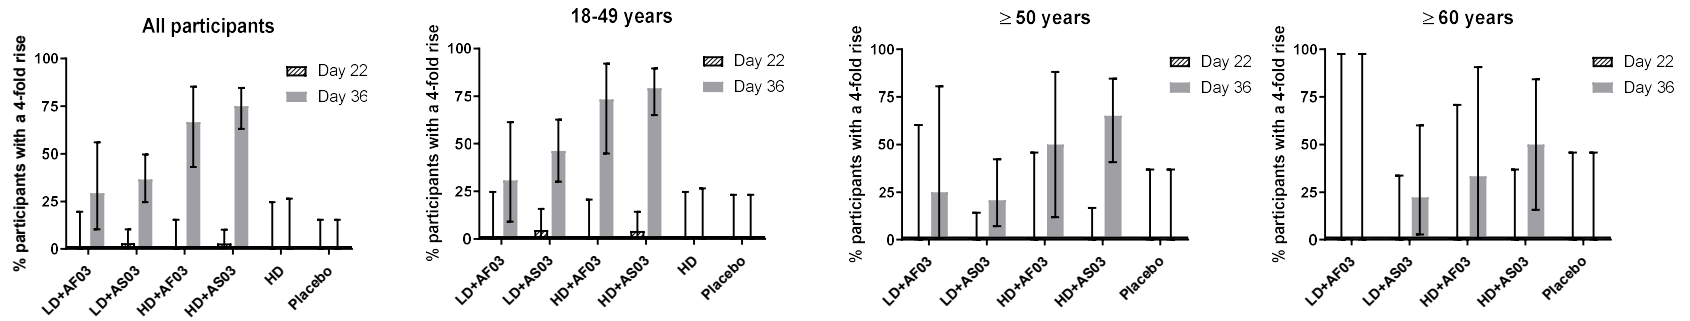 All participants
% participants with a 4-fold rise
100
75
50
25
0
Day 22
Day 36
LD+AF03
LD+AS03
HD+AF03
HD+AS03
HD
Placebo
18-49 years
% participants with a 4-fold rise
100
75
50
25
0
Day 22
Day 36
LD+AF03
LD+AS03
HD+AF03
HD+AS03
HD
Placebo
≥ 50 years
% participants with a 4-fold rise
100
75
50
25
0
Day 22
Day 36
LD+AF03
LD+AS03
HD+AF03
HD+AS03
Placebo
≥ 60 years
% participants with a 4-fold rise
100
75
50
25
0
Day 22
Day 36
LD+AF03
LD+AS03
HD+AF03
HD+AS03
Placebo